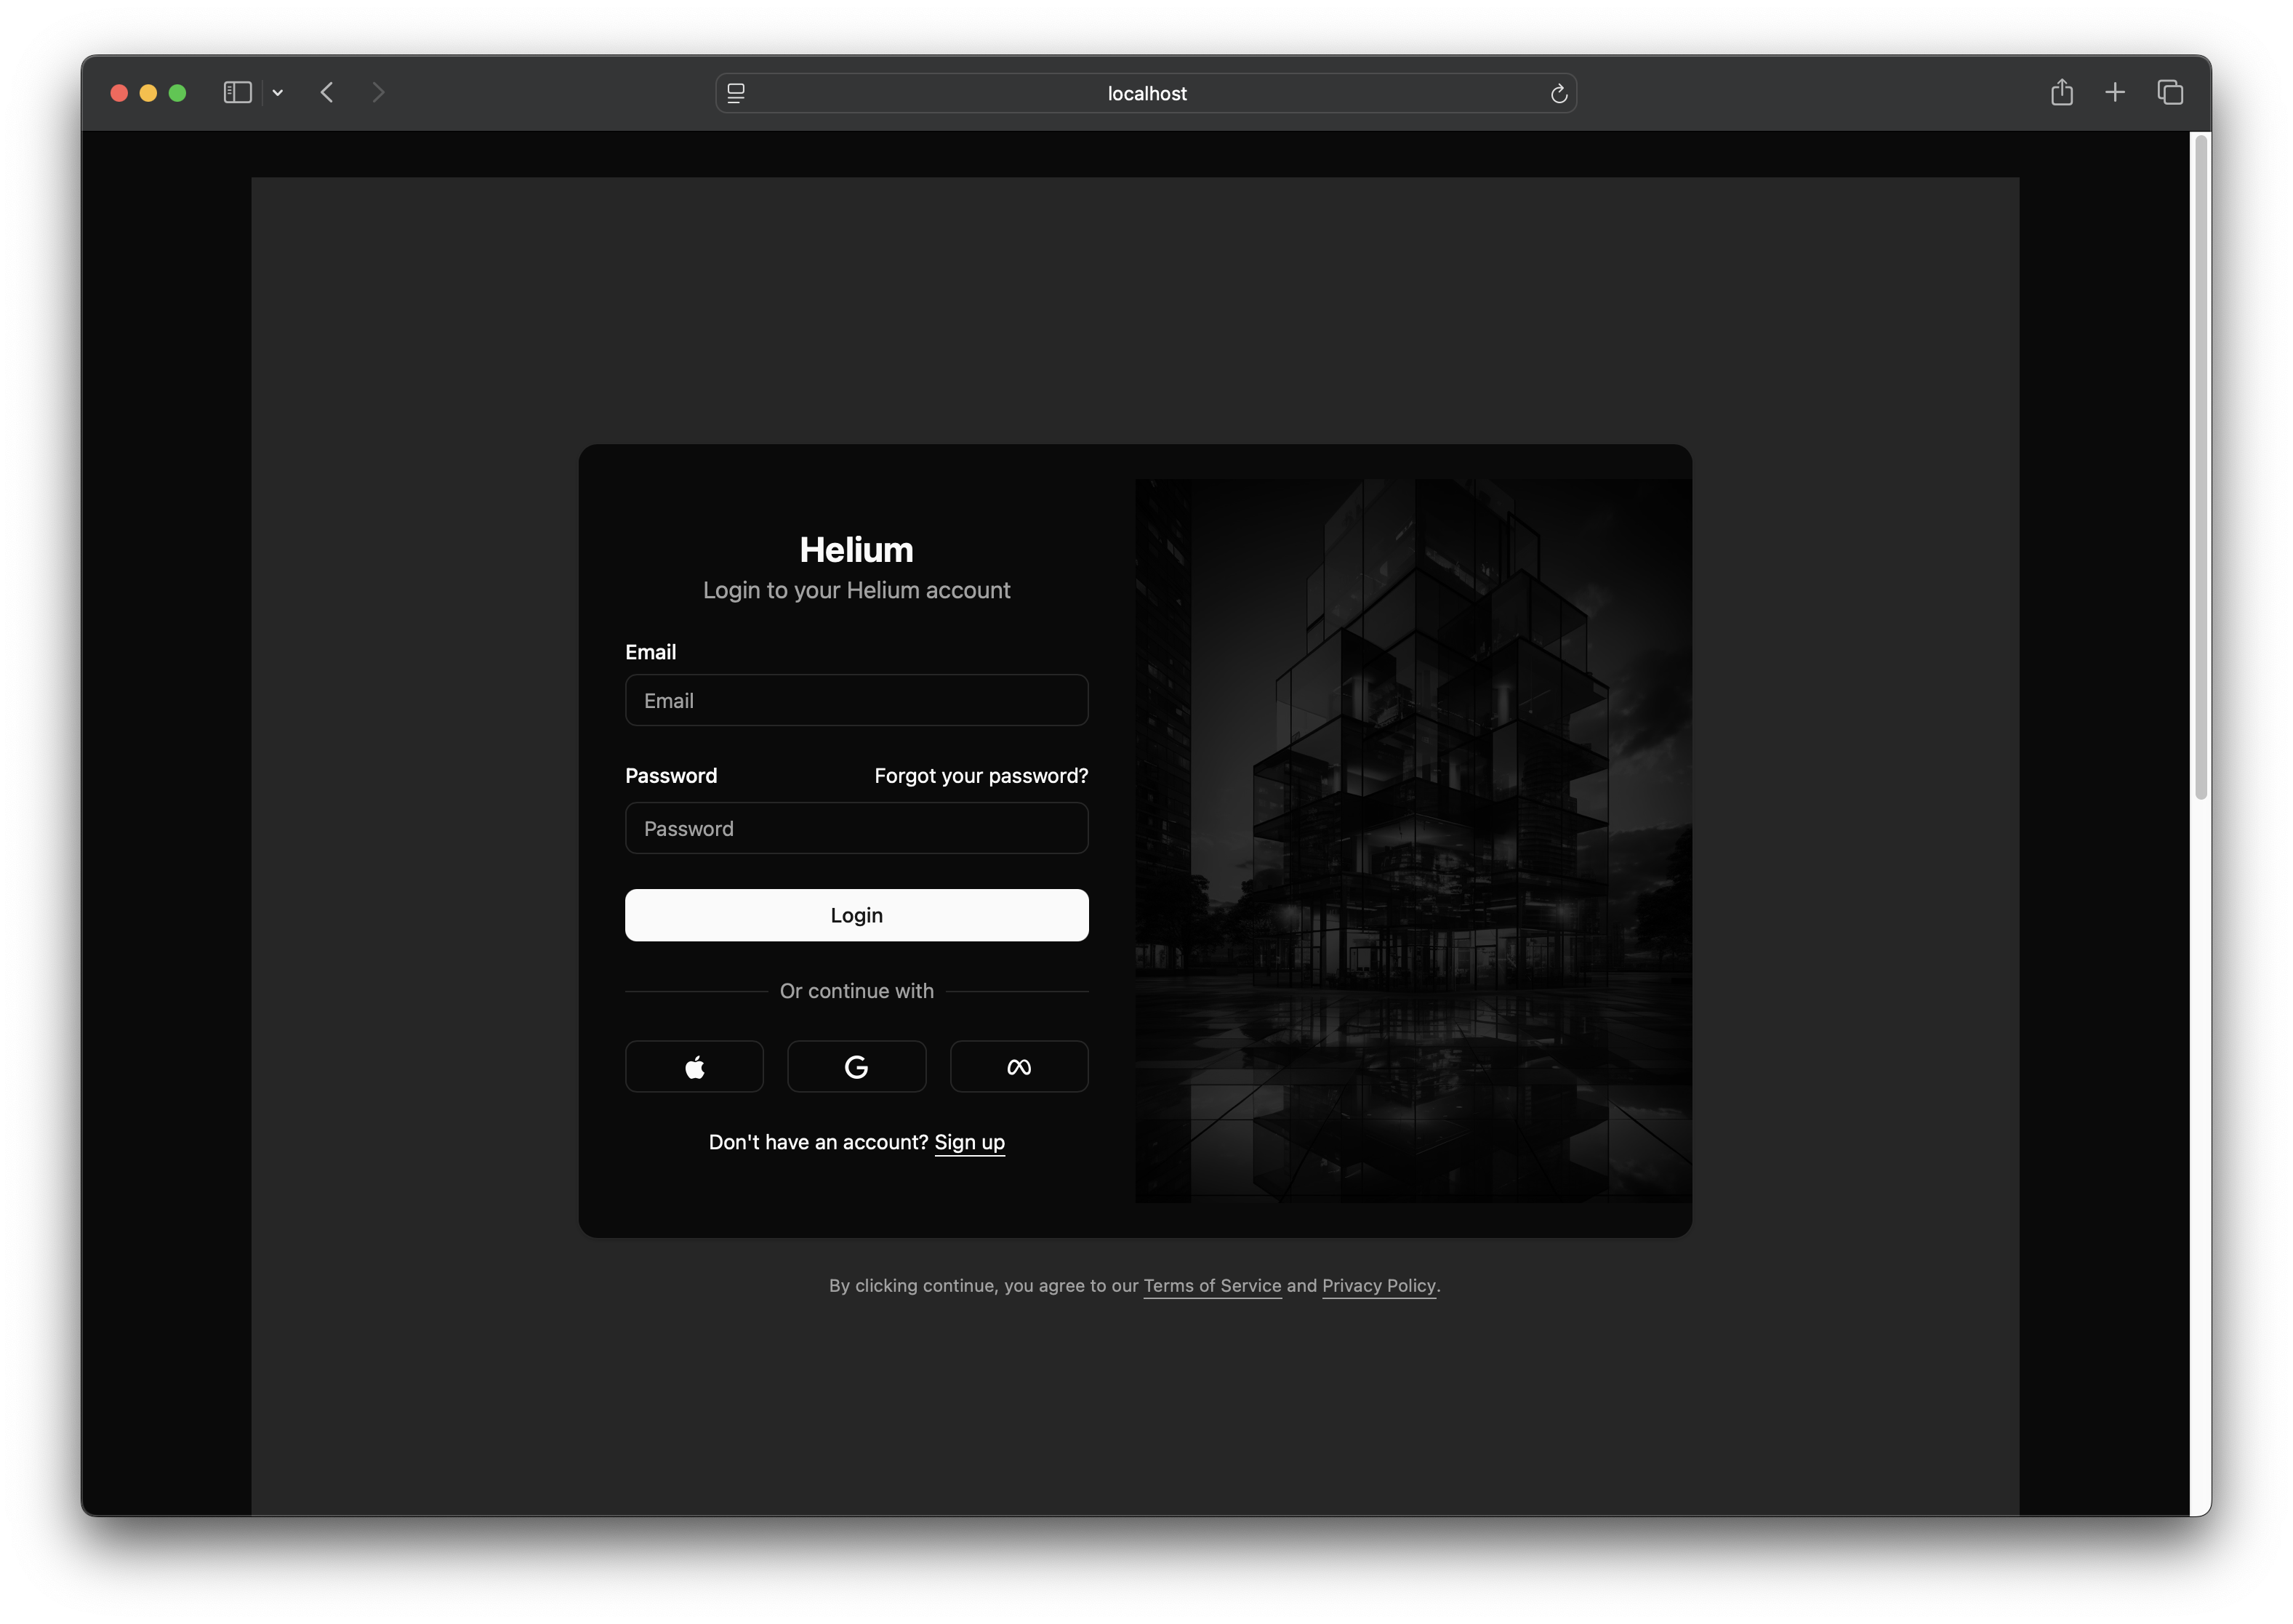 localhost
Helium
Login to your Helium account
Email
Email
Password Forgot your password?
Password
Login
Or continue with
Don't have an account? Sign up
By clicking continue, you agree to our Terms of Service and Privacy Policy.